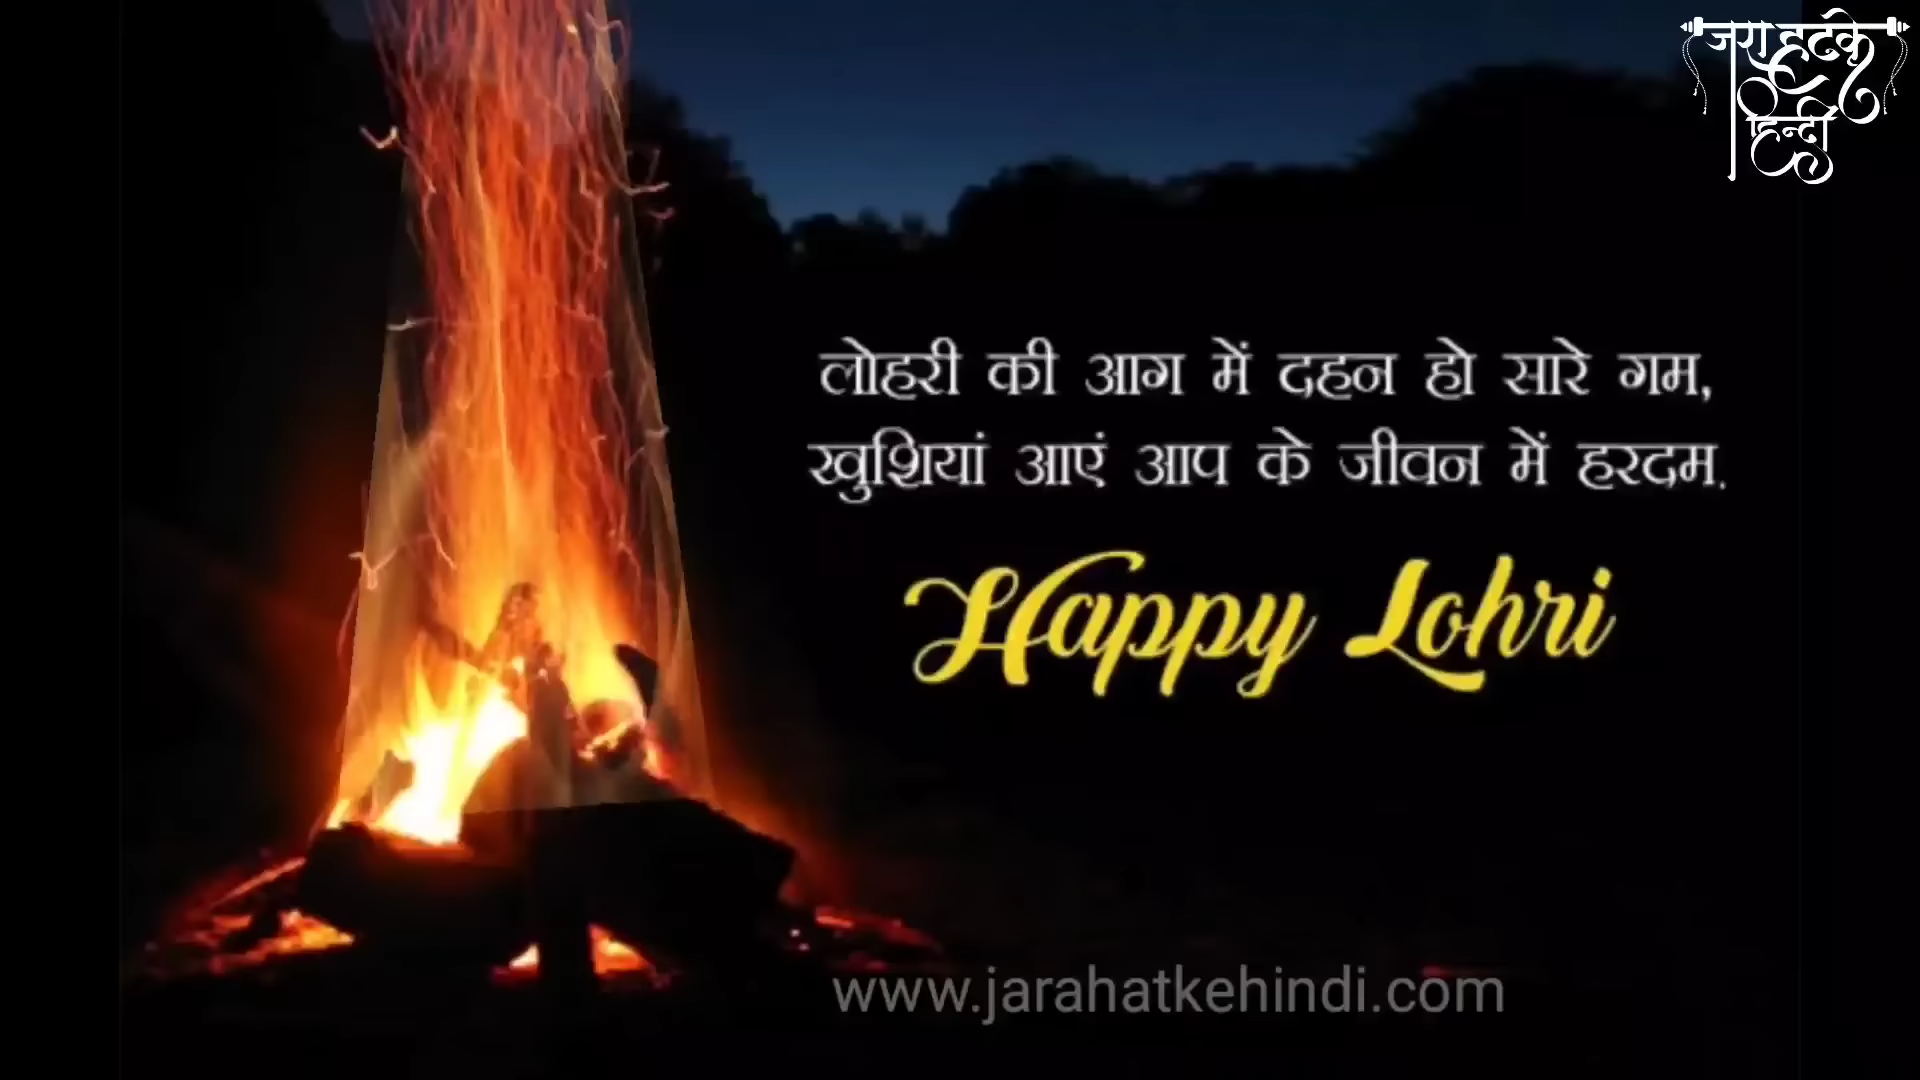 जरा हटके
हिन्दी
लोहरी की आग में दहन हो सारे गम,
खुशियां आएं आप के जीवन में हरदम.
Happy Lohri
www.jarahatkehindi.com